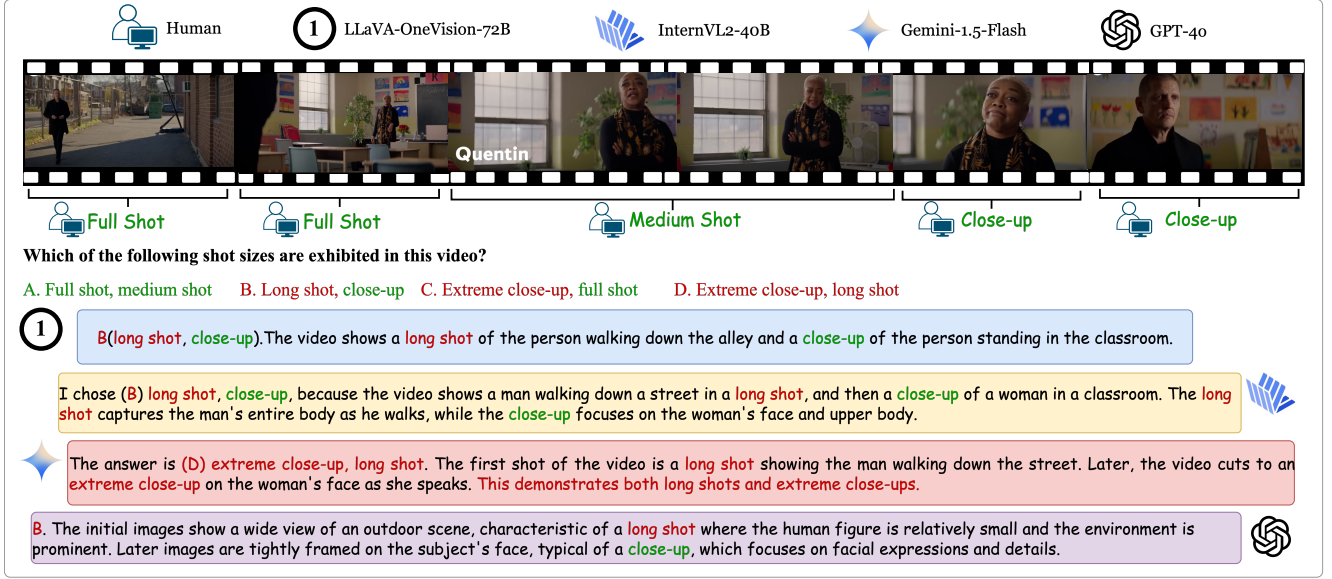 Human
1
LLaVA-OneVision-72B
InternVL2-40B
Gemini-1.5-Flash
GPT-4o
Quentin
Full Shot
Full Shot
Medium Shot
Close-up
Close-up
Which of the following shot sizes are exhibited in this video?
A. Full shot, medium shot B. Long shot, close-up C. Extreme close-up, full shot D. Extreme close-up, long shot
1
B(long shot, close-up).The video shows a long shot of the person walking down the alley and a close-up of the person standing in the classroom.
I chose (B) long shot, close-up, because the video shows a man walking down a street in a long shot, and then a close-up of a woman in a classroom. The long
shot captures the man's entire body as he walks, while the close-up focuses on the woman's face and upper body.
The answer is (D) extreme close-up, long shot. The first shot of the video is a long shot showing the man walking down the street. Later, the video cuts to an
extreme close-up on the woman's face as she speaks. This demonstrates both long shots and extreme close-ups.
B. The initial images show a wide view of an outdoor scene, characteristic of a long shot where the human figure is relatively small and the environment is
prominent. Later images are tightly framed on the subject's face, typical of a close-up, which focuses on facial expressions and details.